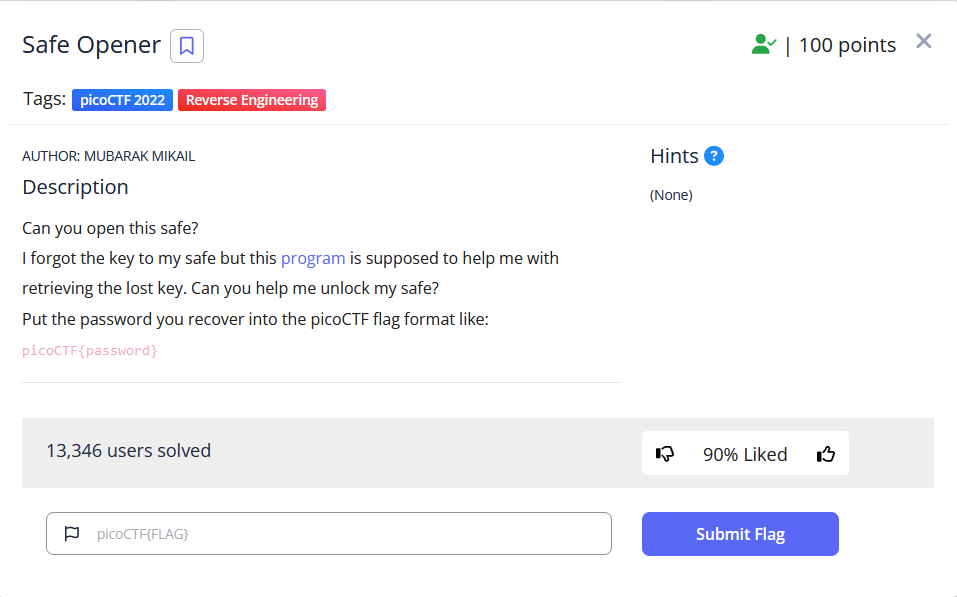 Safe Opener
| 100 points
Tags: picoCTF 2022 Reverse Engineering
AUTHOR: MUBARAK MIKAIL
Hints ?
Description
(None)
Can you open this safe?
I forgot the key to my safe but this program is supposed to help me with
retrieving the lost key. Can you help me unlock my safe?
Put the password you recover into the picoCTF flag format like:
picoCTF{password}
13,346 users solved
90% Liked
picoCTF{FLAG}
Submit Flag